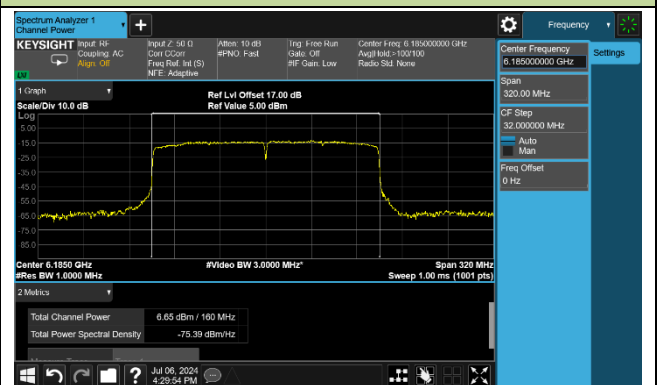 Spectrum Analyzer 1
Channel Power
Frequency
KEYSIGHT
Input: RF
Coupling: AC
Align: Off
Input Z: 50 Ω
Corr CCorr
Freq Ref: Int (S)
NFE: Adaptive
Atten: 10 dB
#PNO: Fast
Trig: Free Run
Gate: Off
#IF Gain: Low
Center Freq: 6.185000000 GHz
Avg|Hold:>100/100
Radio Std: None
LM
Center Frequency
6.185000000 GHz
Settings
Span
320.00 MHz
CF Step
32.000000 MHz
Auto
Man
Freq Offset
0 Hz
1 Graph
Scale/Div 10.0 dB
Ref Lvl Offset 17.00 dB
Ref Value 5.00 dBm
Log
5.00
-15.0
-35.0
-45.0
-55.0
-65.0
-75.0
85.0
Center 6.1850 GHz
#Res BW 1.0000 MHz
#Video BW 3.0000 MHz*
Span 320 MHz
Sweep 1.00 ms (1001 pts)
2 Metrics
Total Channel Power 6.65 dBm / 160 MHz
Total Power Spectral Density -75.39 dBm/Hz
?
Jul 06, 2024
4:29:54 PM